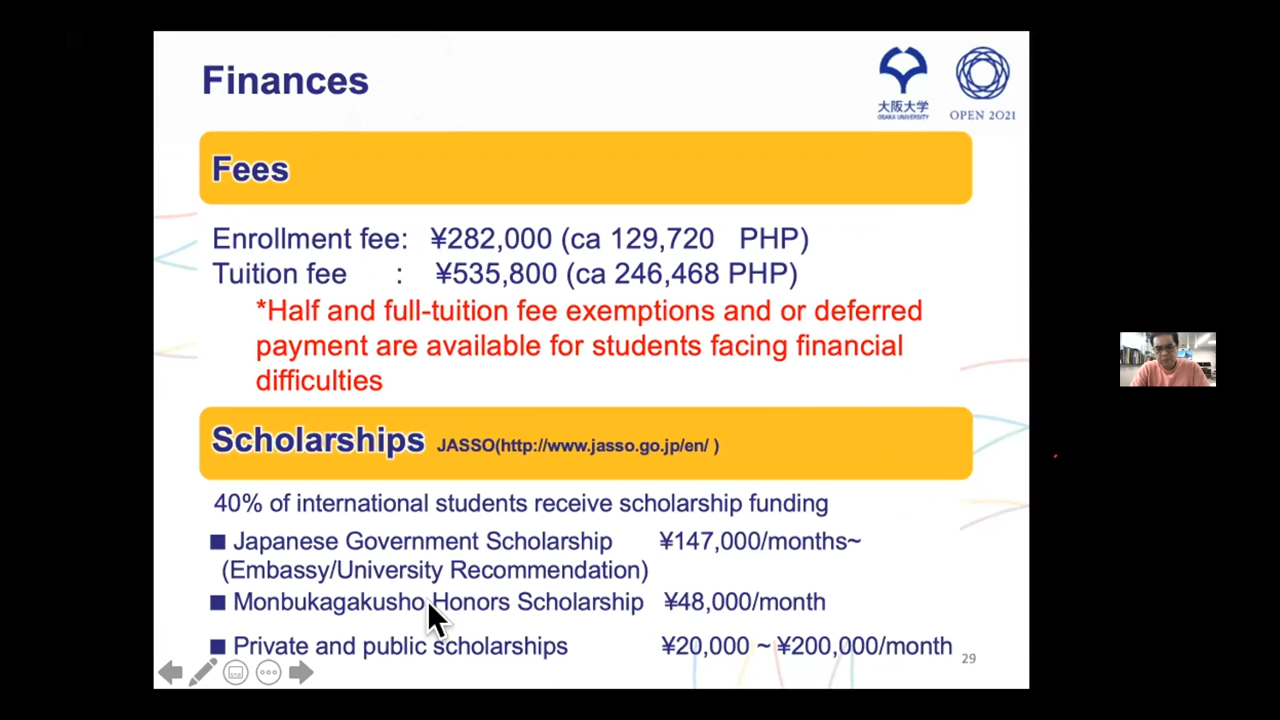 Finances
大阪大学
OSAKA UNIVERSITY
OPEN 2O21
Fees
Enrollment fee: ¥282,000 (ca 129,720 PHP)
Tuition fee : ¥535,800 (ca 246,468 PHP)
*Half and full-tuition fee exemptions and or deferred
payment are available for students facing financial
difficulties
Scholarships JASSO(http://www.jasso.go.jp/en/ )
40% of international students receive scholarship funding
■ Japanese Government Scholarship ¥147,000/months~
(Embassy/University Recommendation)
■ Monbukagakusho Honors Scholarship ¥48,000/month
■ Private and public scholarships ¥20,000 ~ ¥200,000/month
29